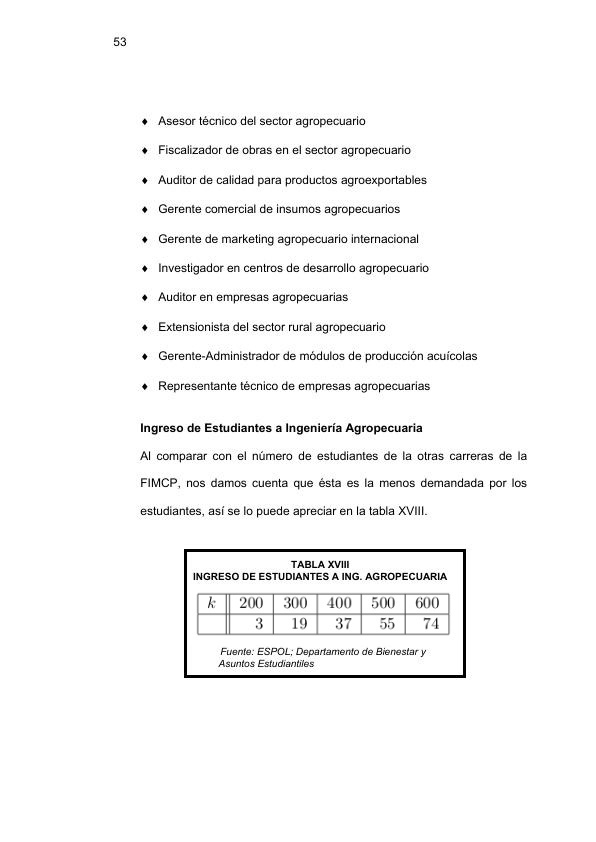 53
♦ Asesor técnico del sector agropecuario
♦ Fiscalizador de obras en el sector agropecuario
♦ Auditor de calidad para productos agroexportables
♦ Gerente comercial de insumos agropecuarios
♦ Gerente de marketing agropecuario internacional
♦ Investigador en centros de desarrollo agropecuario
♦ Auditor en empresas agropecuarias
♦ Extensionista del sector rural agropecuario
♦ Gerente-Administrador de módulos de producción acuícolas
♦ Representante técnico de empresas agropecuarias
Ingreso de Estudiantes a Ingeniería Agropecuaria
Al comparar con el número de estudiantes de la otras carreras de la
FIMCP, nos damos cuenta que ésta es la menos demandada por los
estudiantes, así se lo puede apreciar en la tabla XVIII.
TABLA XVIII
INGRESO DE ESTUDIANTES A ING. AGROPECUARIA
k 200 300 400 500 600
3 19 37 55 74
Fuente: ESPOL; Departamento de Bienestar y
Asuntos Estudiantiles